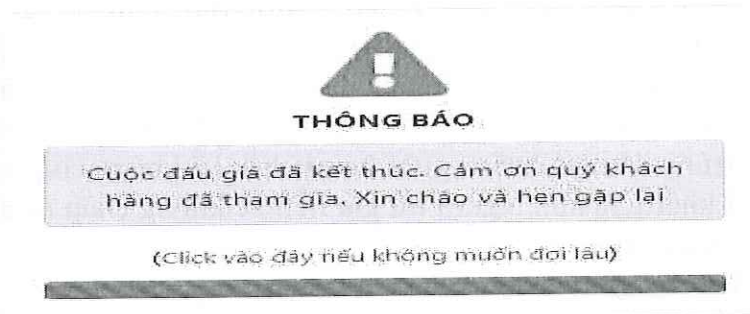 THÔNG BÁO
Cuộc đấu giá đã kết thúc. Cảm ơn quý khách
hàng đã tham gia. Xin chào và hẹn gặp lại
(Click vào đây nếu không muốn đợi lâu)